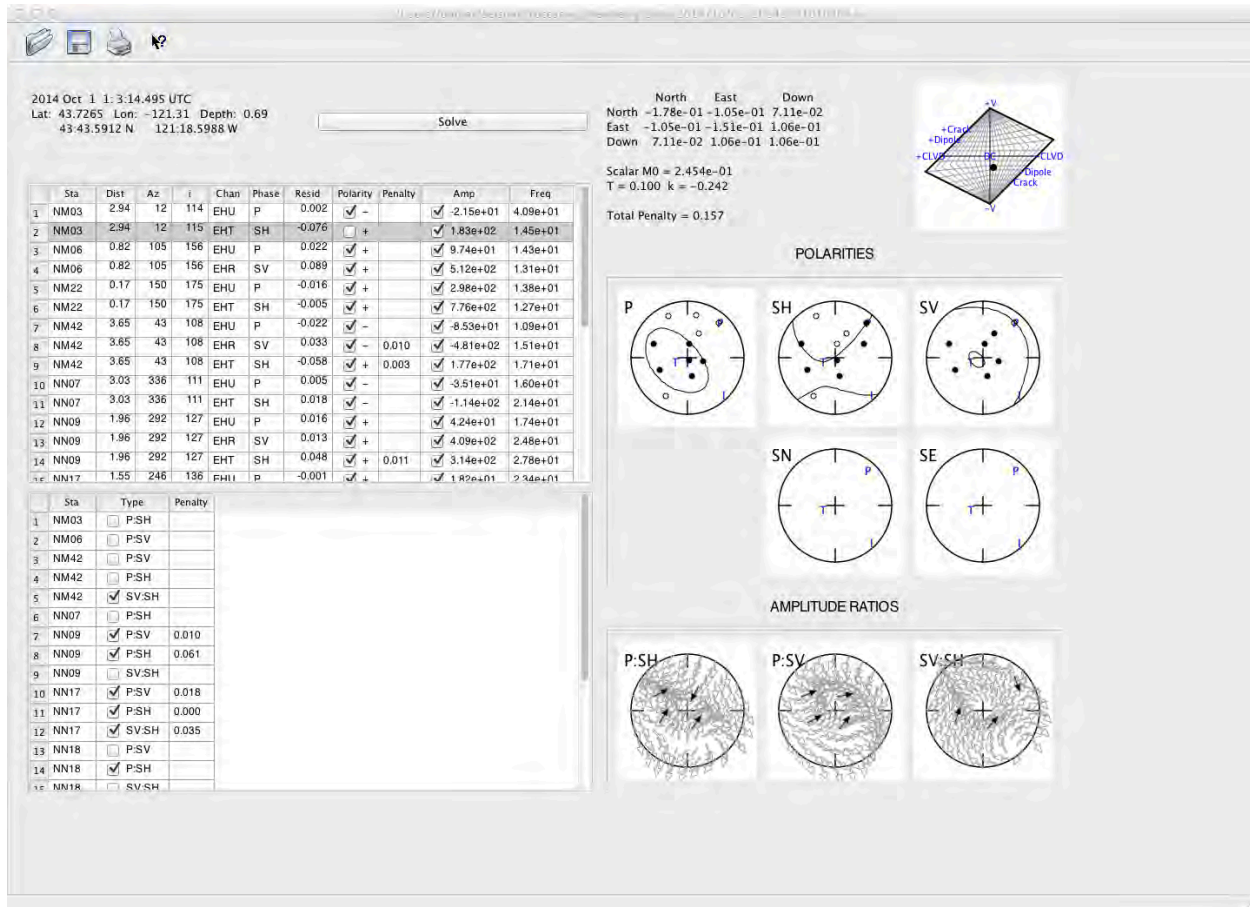 2014 Oct 1 1: 3:14.495 UTC
Lat: 43.7265 Lon: -121.31 Depth: 0.69
43:43.5912 N 121:18.5988 W
Solve
Sta Dist Az i Chan Phase Resid Polarity Penalty Amp Freq
1 NM03 2.94 12 114 EHU P 0.002 - -2.15e+01 4.09e+01
2 NM03 2.94 12 115 EHT SH -0.076 + 1.83e+02 1.45e+01
3 NM06 0.82 105 156 EHU P 0.022 + 9.74e+01 1.43e+01
4 NM06 0.82 105 156 EHR SV 0.089 + 5.12e+02 1.31e+01
5 NM22 0.17 150 175 EHU P -0.016 + 2.98e+02 1.38e+01
6 NM22 0.17 150 175 EHT SH -0.005 + 7.76e+02 1.27e+01
7 NM42 3.65 43 108 EHU P -0.022 - -8.53e+01 1.09e+01
8 NM42 3.65 43 108 EHR SV 0.033 - 0.010 -4.81e+02 1.51e+01
9 NM42 3.65 43 108 EHT SH -0.058 + 0.003 1.77e+02 1.71e+01
10 NN07 3.03 336 111 EHU P 0.005 - -3.51e+01 1.60e+01
11 NN07 3.03 336 111 EHT SH 0.018 - -1.14e+02 2.14e+01
12 NN09 1.96 292 127 EHU P 0.016 + 4.24e+01 1.74e+01
13 NN09 1.96 292 127 EHR SV 0.013 + 4.09e+02 2.48e+01
14 NN09 1.96 292 127 EHT SH 0.048 + 0.011 3.14e+02 2.78e+01
15 NN17 1.55 246 136 EHU P -0.001 + 1.82e+01 2.34e+01
Sta Type Penalty
1 NM03 P:SH
2 NM06 P:SV
3 NM42 P:SV
4 NM42 P:SH
5 NM42 SV:SH
6 NN07 P:SH
7 NN09 P:SV 0.010
8 NN09 P:SH 0.061
9 NN09 SV:SH
10 NN17 P:SV 0.018
11 NN17 P:SH 0.000
12 NN17 SV:SH 0.035
13 NN18 P:SV
14 NN18 P:SH
15 NN18 SV:SH
North East Down
North -1.78e-01 -1.05e-01 7.11e-02
East -1.05e-01 -1.51e-01 1.06e-01
Down 7.11e-02 1.06e-01 1.06e-01
Scalar M0 = 2.454e-01
T = 0.100 k = -0.242
Total Penalty = 0.157
+V
+Crack
+Dipole
+CLVD DC -CLVD
-Dipole
-Crack
-V
POLARITIES
P P T I
SH P T I
SV P T I
SN P T I
SE P T I
AMPLITUDE RATIOS
P:SH P:SV SV:SH